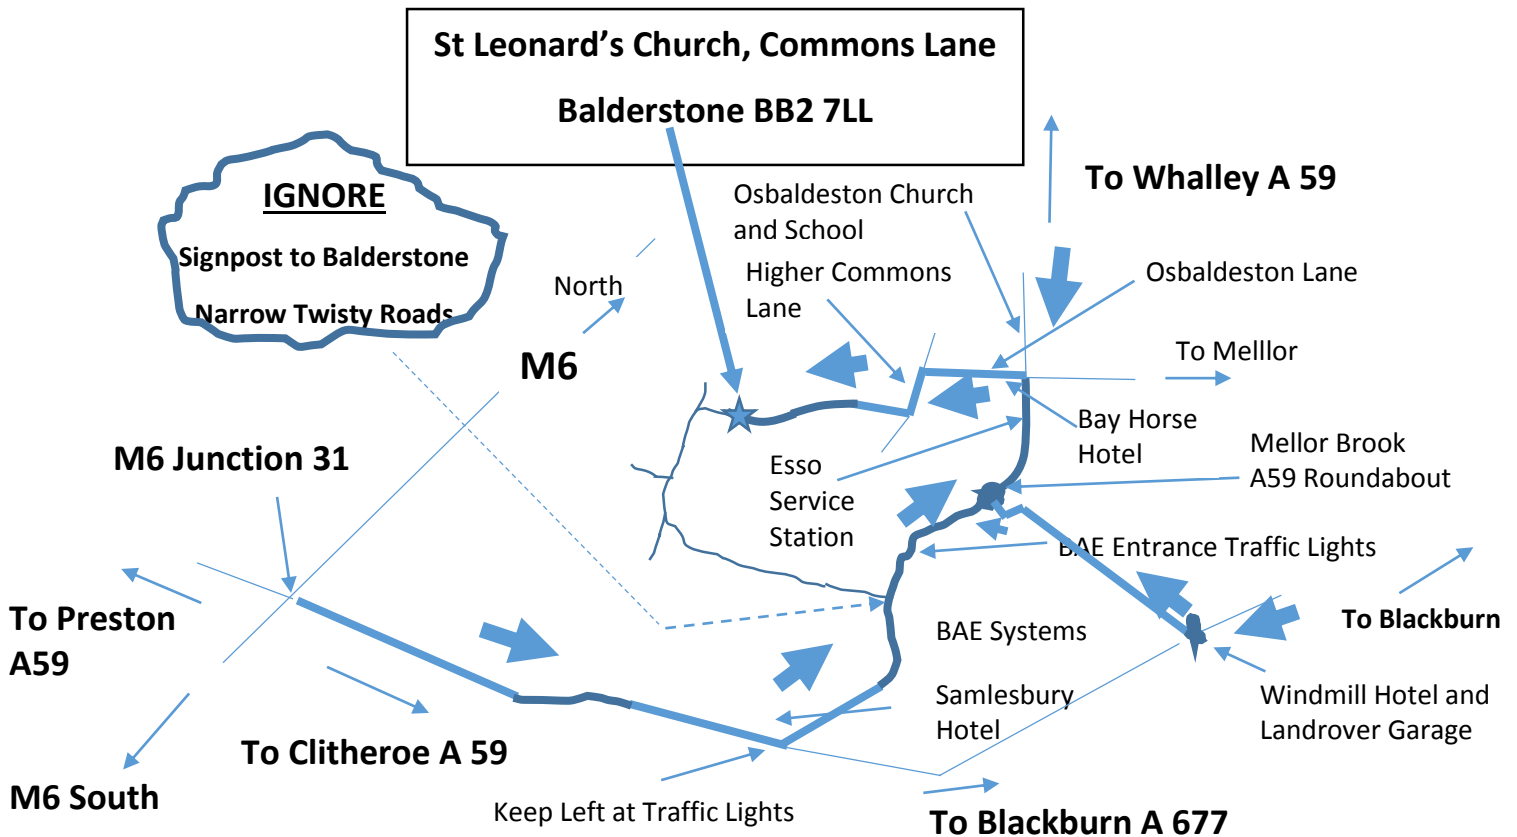 St Leonard’s Church, Commons Lane
Balderstone BB2 7LL
IGNORE
Signpost to Balderstone
Narrow Twisty Roads
To Whalley A 59
Osbaldeston Church
and School
Higher Commons
Lane
Osbaldeston Lane
North
M6
To Melllor
Bay Horse
Hotel
M6 Junction 31
Mellor Brook
A59 Roundabout
Esso
Service
Station
BAE Entrance Traffic Lights
To Preston
A59
BAE Systems
To Blackburn
Samlesbury
Hotel
Windmill Hotel and
Landrover Garage
To Clitheroe A 59
M6 South
Keep Left at Traffic Lights
To Blackburn A 677